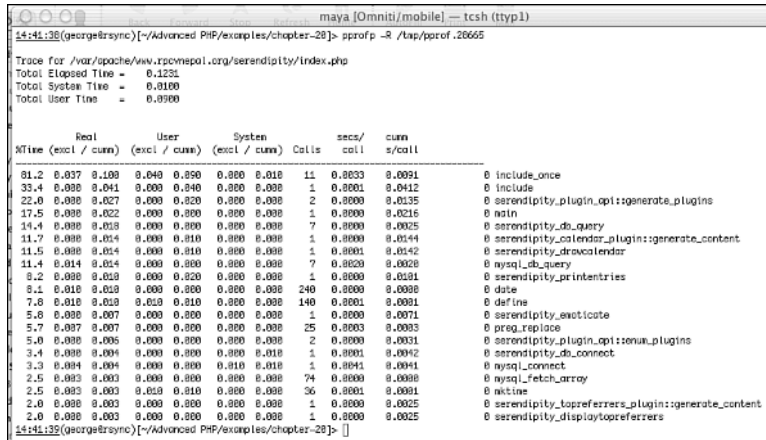 maya [Omniti/mobile] — tcsh (ttyp1)
14:41:38(george@rsync)[~/Advanced PHP/examples/chapter-20]> pprofp -R /tmp/pprof.28665
Trace for /var/apache/www.rpcvnepal.org/serendipity/index.php
Total Elapsed Time = 0.1231
Total System Time = 0.0100
Total User Time = 0.0900
Real User System secs/ cumm
%Time (excl / cumm) (excl / cumm) (excl / cumm) Calls call s/call
81.2 0.037 0.100 0.040 0.090 0.000 0.010 11 0.0033 0.0091 0 include_once
33.4 0.000 0.041 0.000 0.040 0.000 0.000 1 0.0001 0.0412 0 include
22.0 0.000 0.027 0.000 0.020 0.000 0.000 2 0.0000 0.0135 0 serendipity_plugin_api::generate_plugins
17.5 0.000 0.022 0.000 0.000 0.000 0.000 1 0.0000 0.0216 0 main
14.4 0.000 0.018 0.000 0.000 0.000 0.000 7 0.0000 0.0025 0 serendipity_db_query
11.7 0.000 0.014 0.000 0.010 0.000 0.000 1 0.0000 0.0144 0 serendipity_calendar_plugin::generate_content
11.5 0.000 0.014 0.000 0.010 0.000 0.000 1 0.0001 0.0142 0 serendipity_drawcalendar
11.4 0.014 0.014 0.000 0.000 0.000 0.000 7 0.0020 0.0020 0 mysql_db_query
8.2 0.000 0.010 0.000 0.020 0.000 0.000 1 0.0000 0.0101 0 serendipity_printentries
8.1 0.010 0.010 0.000 0.000 0.000 0.000 240 0.0000 0.0000 0 date
7.8 0.010 0.010 0.010 0.010 0.000 0.000 140 0.0001 0.0001 0 define
5.8 0.000 0.007 0.000 0.000 0.000 0.000 1 0.0000 0.0071 0 serendipity_emoticate
5.7 0.007 0.007 0.000 0.000 0.000 0.000 25 0.0003 0.0003 0 preg_replace
5.0 0.000 0.006 0.000 0.000 0.000 0.000 2 0.0000 0.0031 0 serendipity_plugin_api::enum_plugins
3.4 0.000 0.004 0.000 0.000 0.000 0.010 1 0.0001 0.0042 0 serendipity_db_connect
3.3 0.004 0.004 0.000 0.000 0.010 0.010 1 0.0041 0.0041 0 mysql_connect
2.5 0.003 0.003 0.000 0.000 0.000 0.000 74 0.0000 0.0000 0 mysql_fetch_array
2.5 0.003 0.003 0.010 0.010 0.000 0.000 36 0.0001 0.0001 0 mktime
2.0 0.000 0.003 0.000 0.000 0.000 0.000 1 0.0000 0.0025 0 serendipity_topreferrers_plugin::generate_content
2.0 0.000 0.003 0.000 0.000 0.000 0.000 1 0.0000 0.0025 0 serendipity_displaytopreferrers
14:41:39(george@rsync)[~/Advanced PHP/examples/chapter-20]>